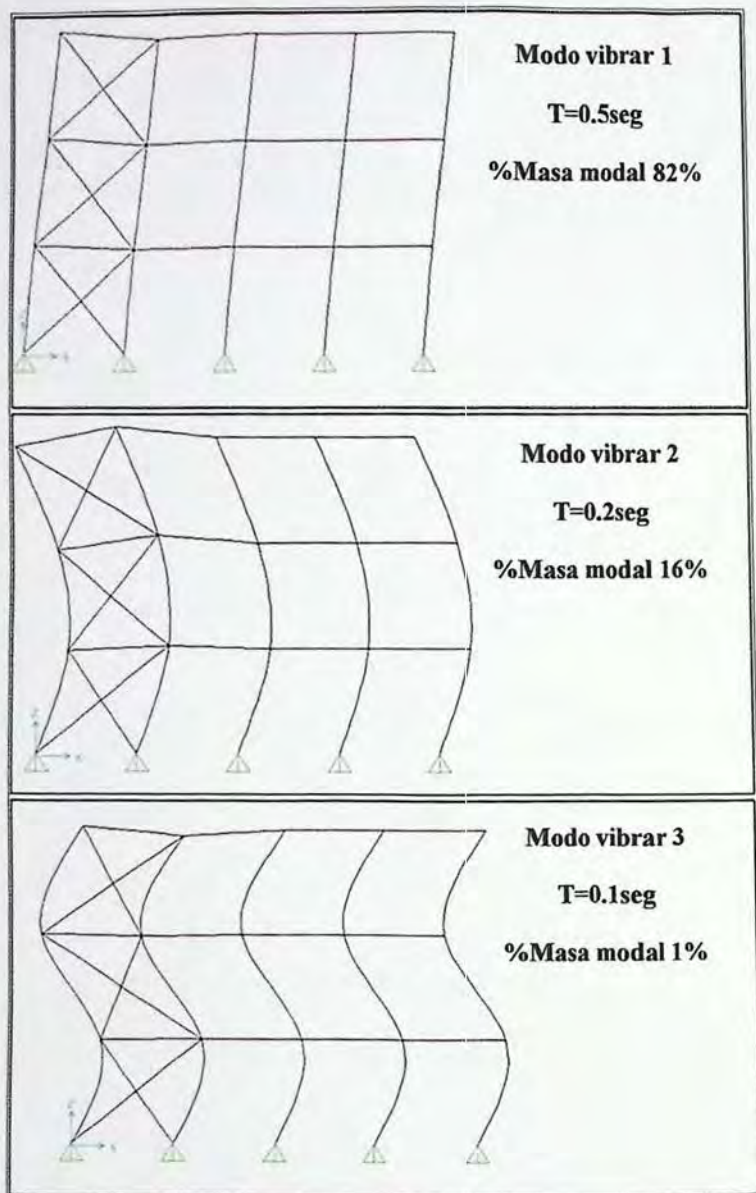 Modo vibrar 1
T=0.5seg
%Masa modal 82%
Modo vibrar 2
T=0.2seg
%Masa modal 16%
Modo vibrar 3
T=0.1seg
%Masa modal 1%